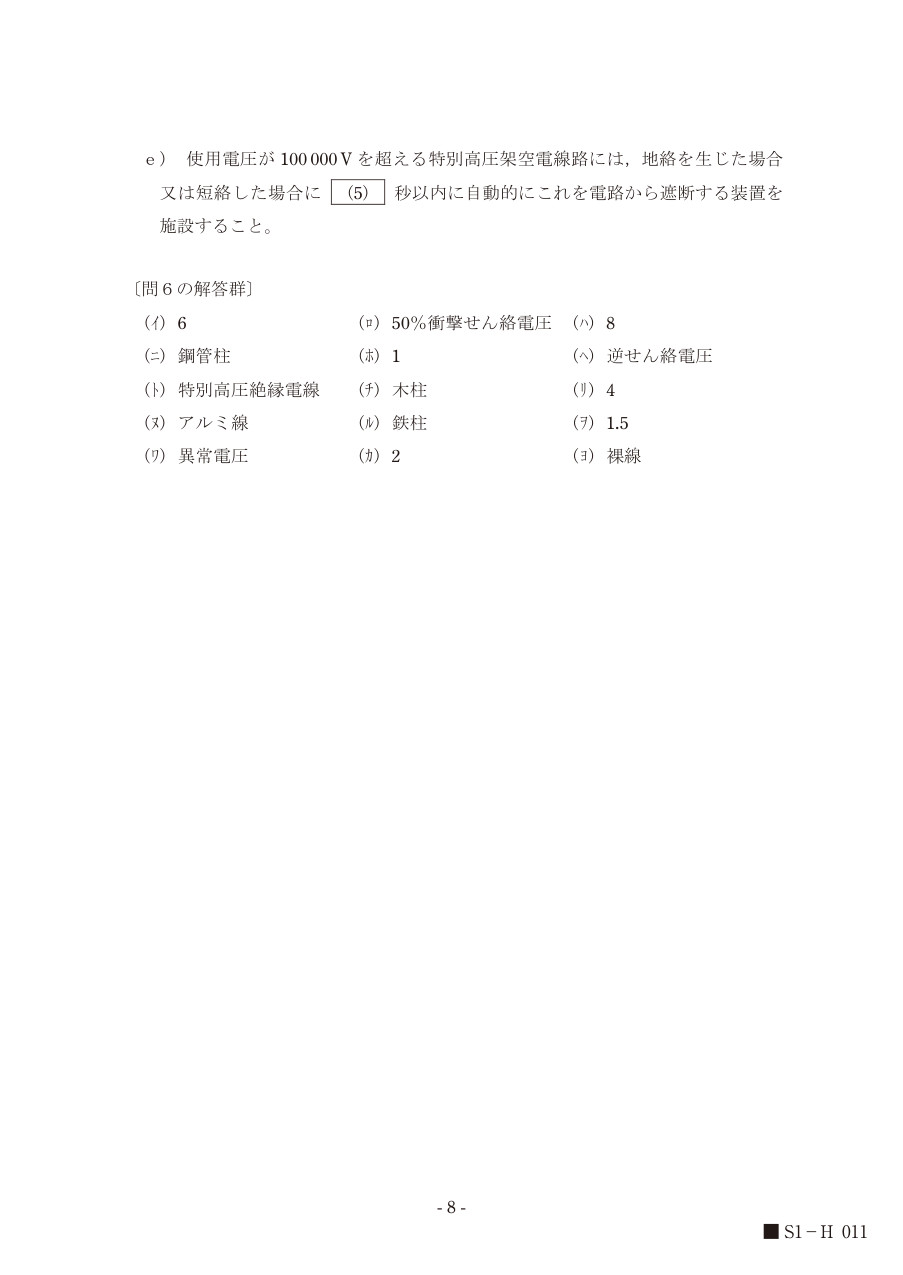 e） 使用電圧が 100 000 V を超える特別高圧架空電線路には，地絡を生じた場合
又は短絡した場合に (5) 秒以内に自動的にこれを電路から遮断する装置を
施設すること。
〔問６の解答群〕
(ｲ) 6 (ﾛ) 50%衝撃せん絡電圧 (ﾊ) 8
(ﾆ) 鋼管柱 (ﾎ) 1 (ﾍ) 逆せん絡電圧
(ﾄ) 特別高圧絶縁電線 (ﾁ) 木柱 (ﾘ) 4
(ﾇ) アルミ線 (ﾙ) 鉄柱 (ｦ) 1.5
(ﾜ) 異常電圧 (ｶ) 2 (ﾖ) 裸線
- 8 -
■ S1－H 011